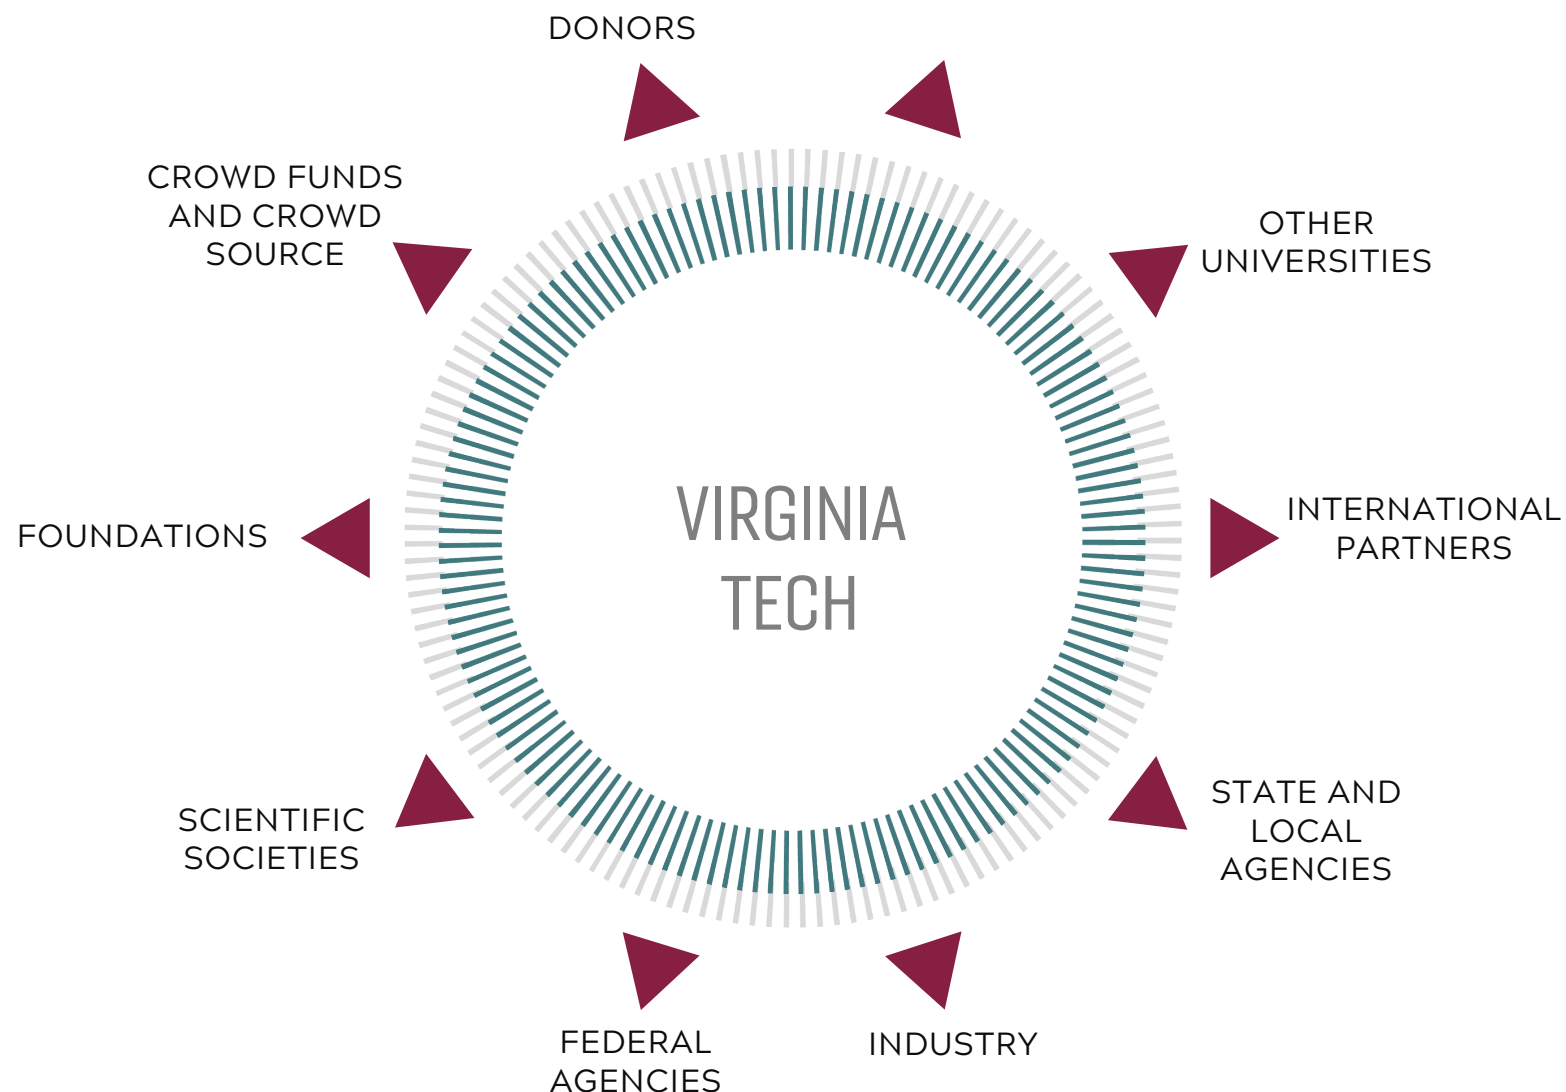 DONORS
CROWD FUNDS
AND CROWD
SOURCE
OTHER
UNIVERSITIES
FOUNDATIONS
VIRGINIA
TECH
INTERNATIONAL
PARTNERS
SCIENTIFIC
SOCIETIES
STATE AND
LOCAL
AGENCIES
FEDERAL
AGENCIES
INDUSTRY